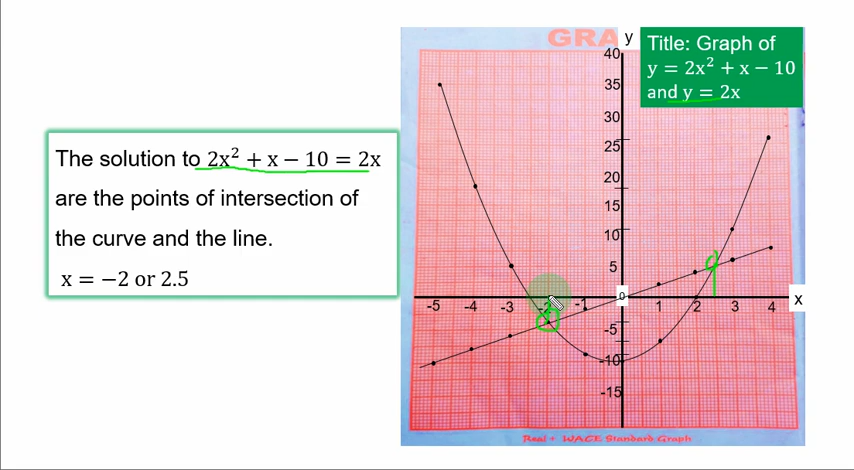 The solution to 2x² + x − 10 = 2x
are the points of intersection of
the curve and the line.
x = −2 or 2.5
GRA
Title: Graph of
y = 2x² + x − 10
and y = 2x
y
40
35
30
25
20
15
10
5
0
-5
-10
-15
-5 -4 -3 -2 -1 1 2 3 4 x
Real + WAEC Standard Graph